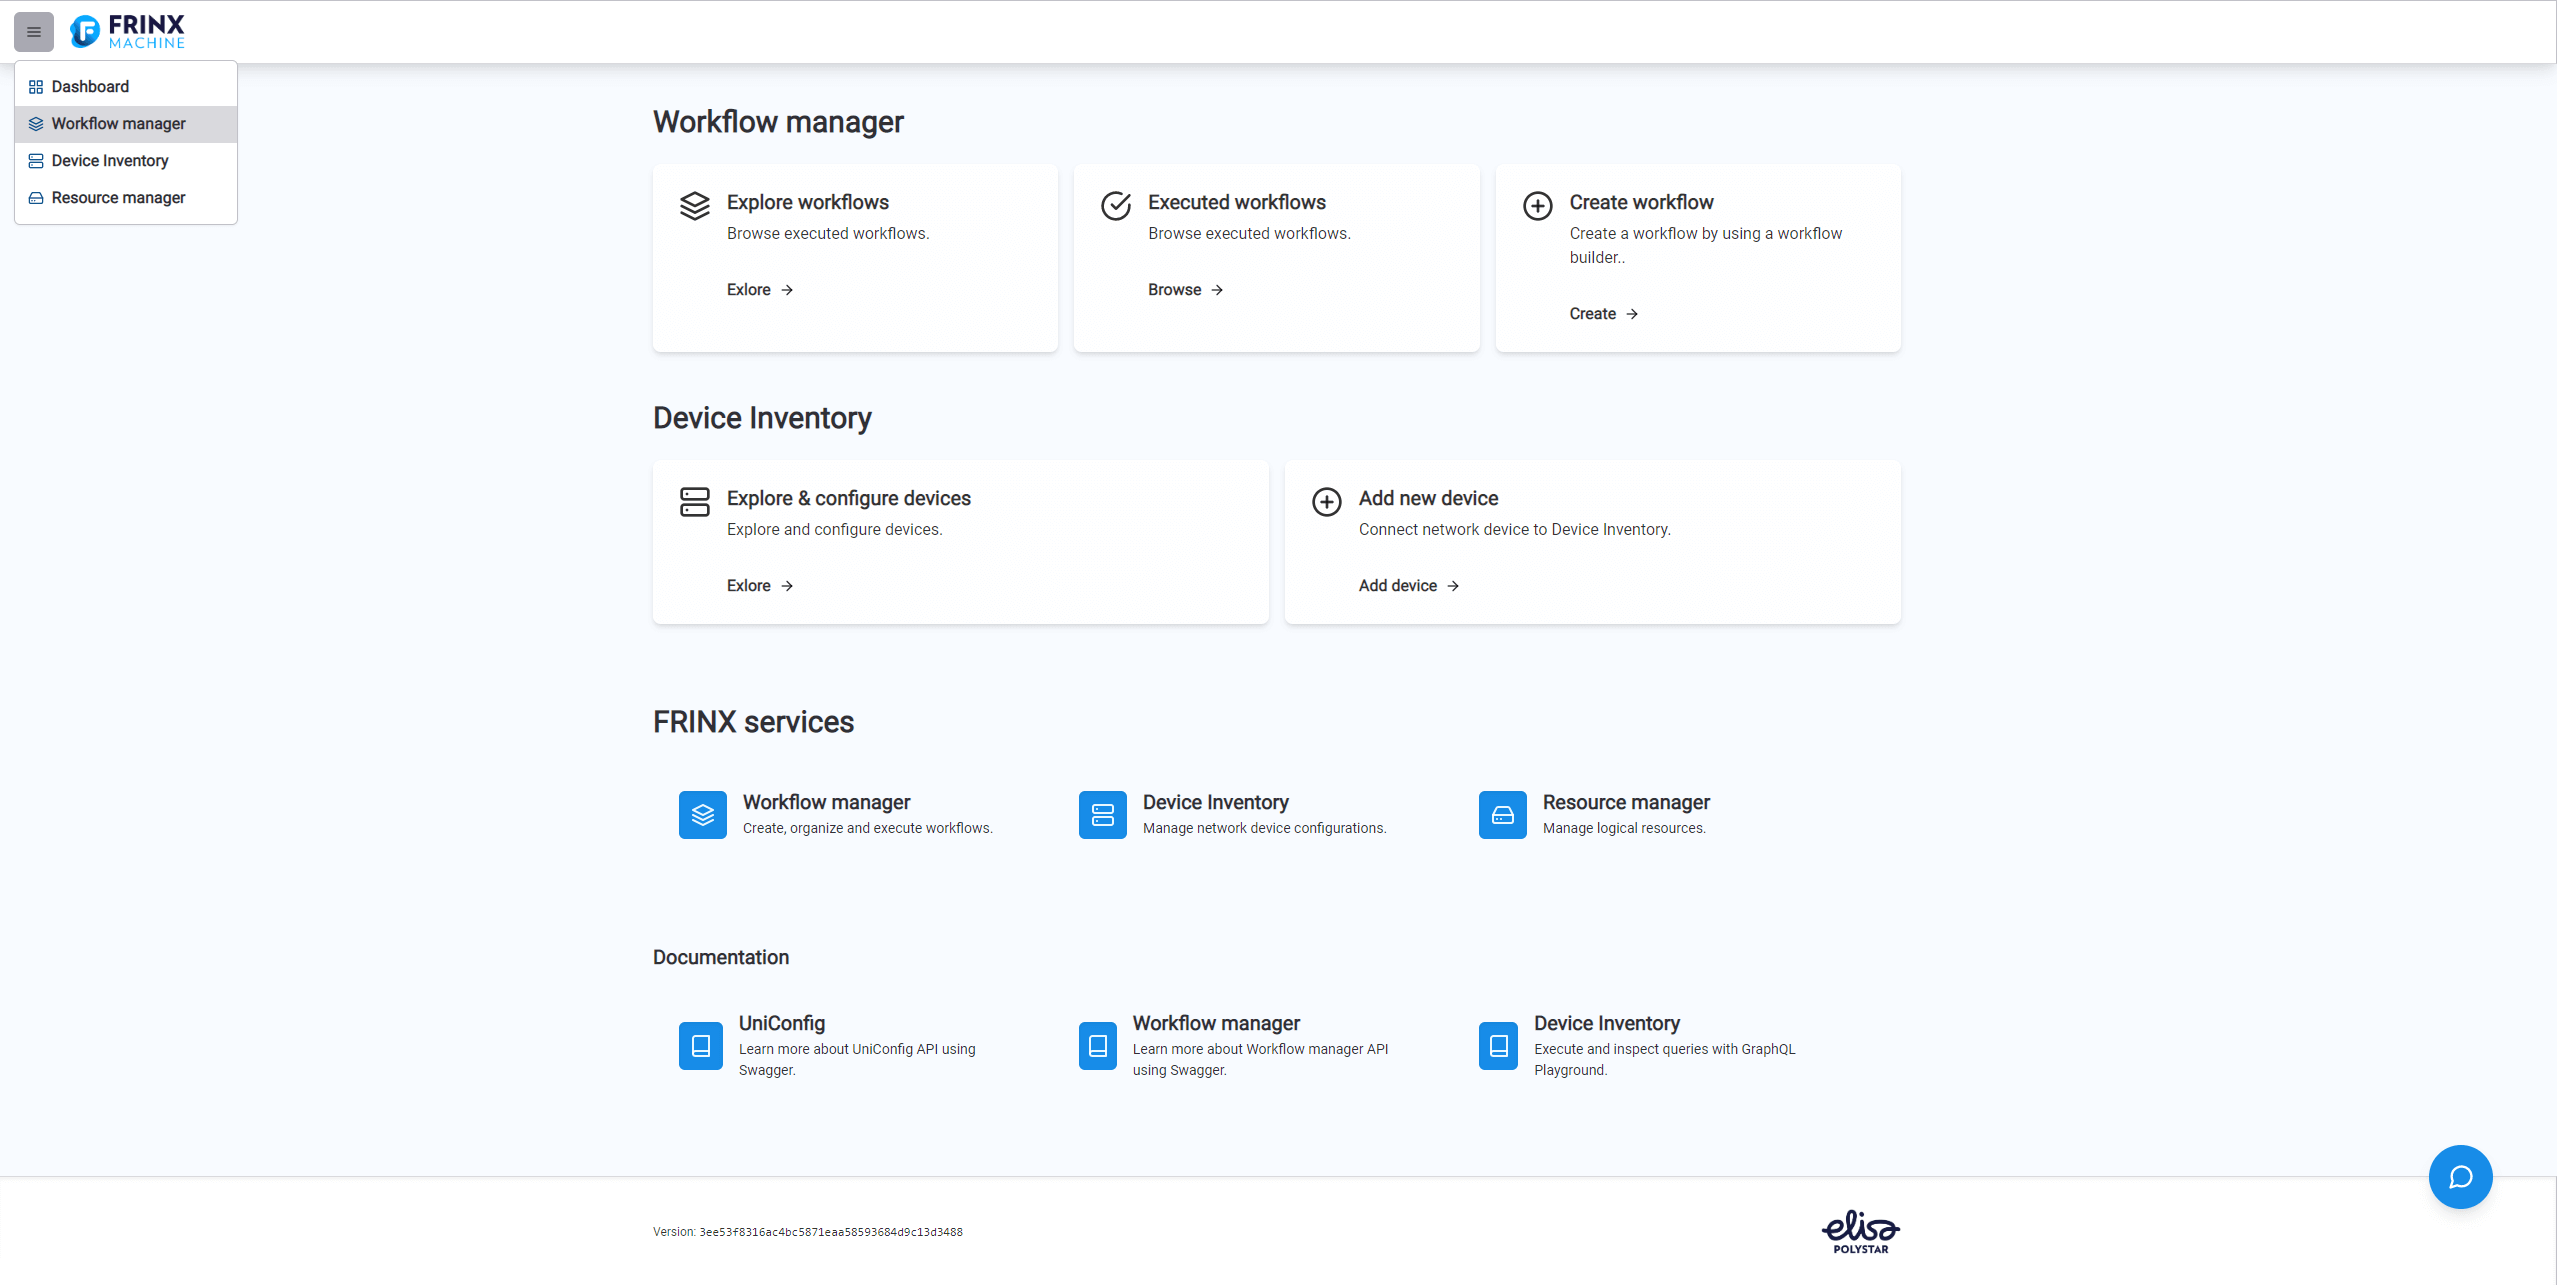 FRINX
MACHINE
Dashboard
Workflow manager
Device Inventory
Resource manager
Workflow manager
Explore workflows
Browse executed workflows.
Exlore
Executed workflows
Browse executed workflows.
Browse
Create workflow
Create a workflow by using a workflow
builder..
Create
Device Inventory
Explore & configure devices
Explore and configure devices.
Exlore
Add new device
Connect network device to Device Inventory.
Add device
FRINX services
Workflow manager
Create, organize and execute workflows.
Device Inventory
Manage network device configurations.
Resource manager
Manage logical resources.
Documentation
UniConfig
Learn more about UniConfig API using
Swagger.
Workflow manager
Learn more about Workflow manager API
using Swagger.
Device Inventory
Execute and inspect queries with GraphQL
Playground.
Version: 3ee53f8316ac4bc5871eaa58593684d9c13d3488
elisa
POLYSTAR